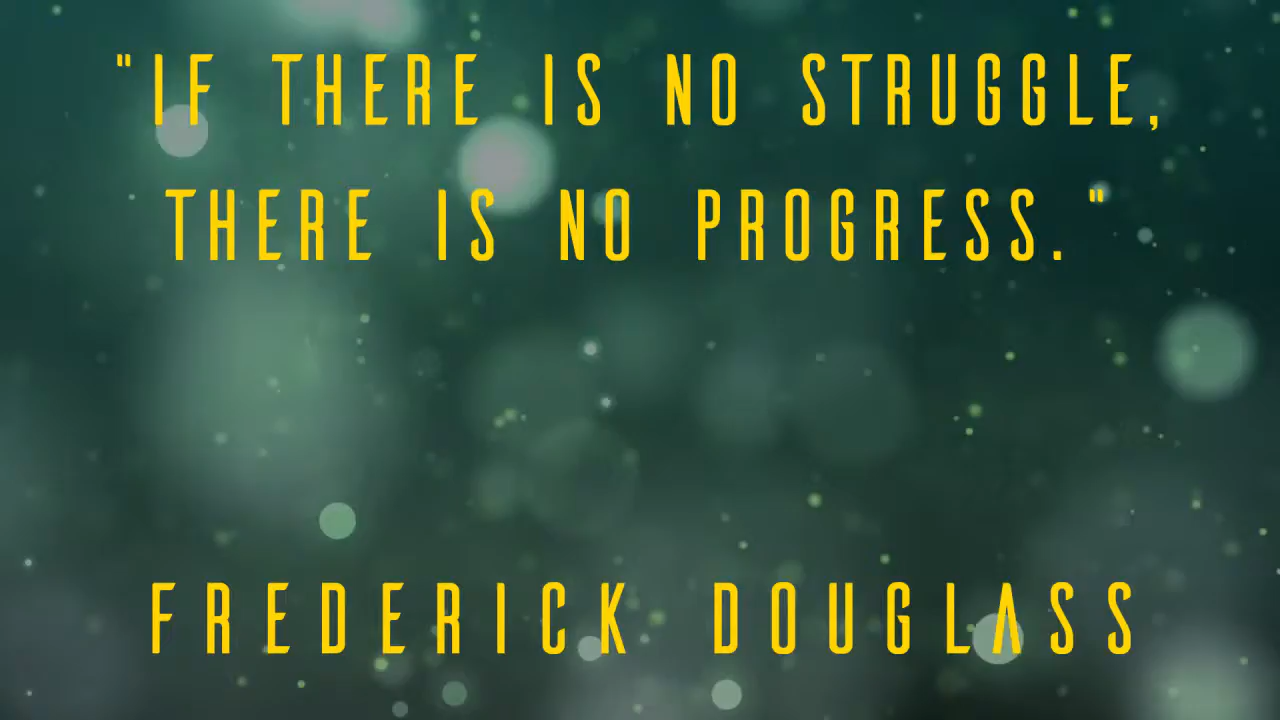 "IF THERE IS NO STRUGGLE,
THERE IS NO PROGRESS."
FREDERICK DOUGLASS